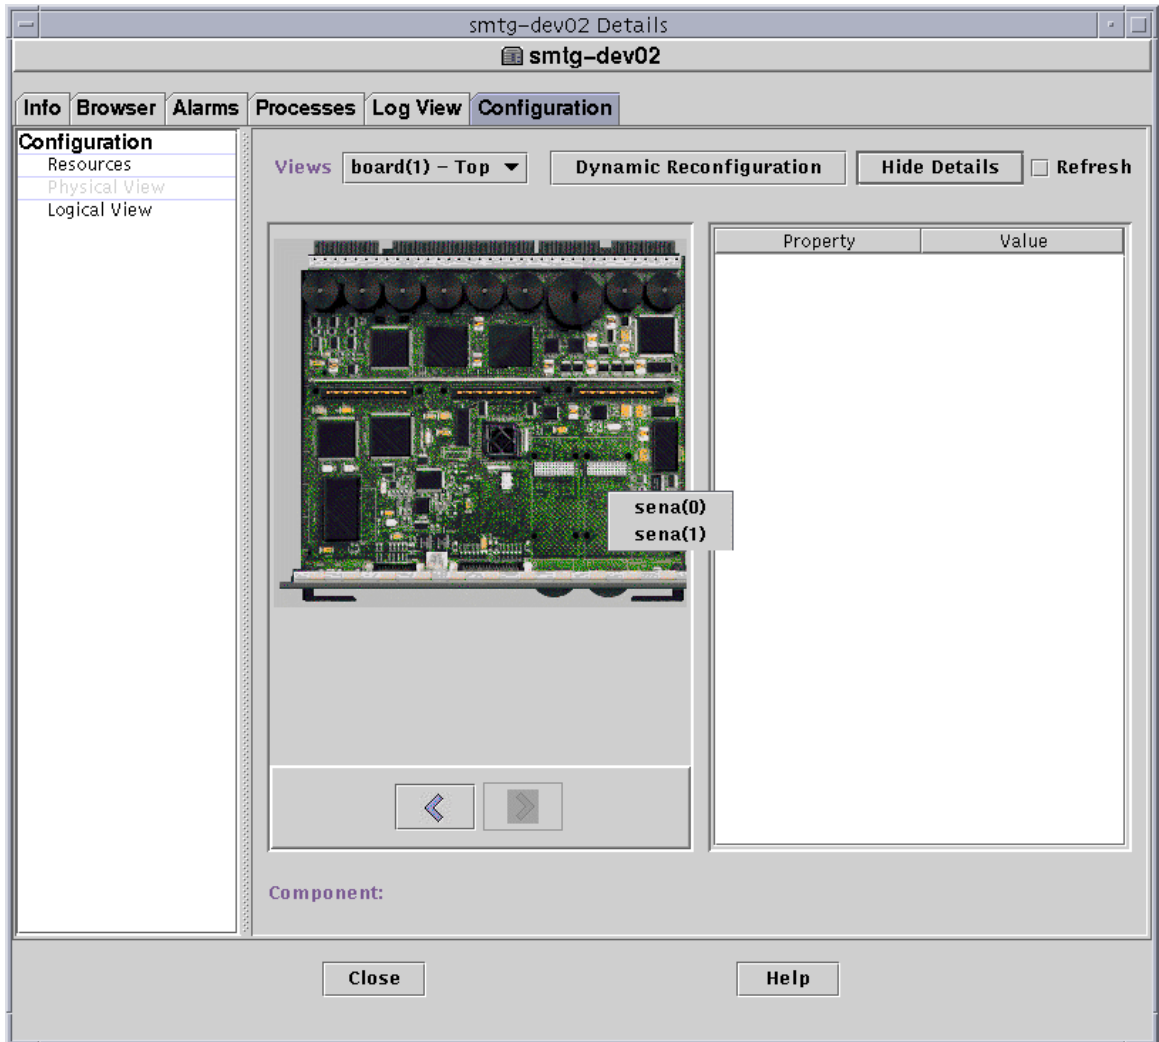 smtg–dev02 Details
smtg–dev02
Info Browser Alarms Processes Log View Configuration
Configuration
Resources
Physical View
Logical View
Views board(1) – Top Dynamic Reconfiguration Hide Details Refresh
Property Value
sena(0)
sena(1)
Component:
Close Help